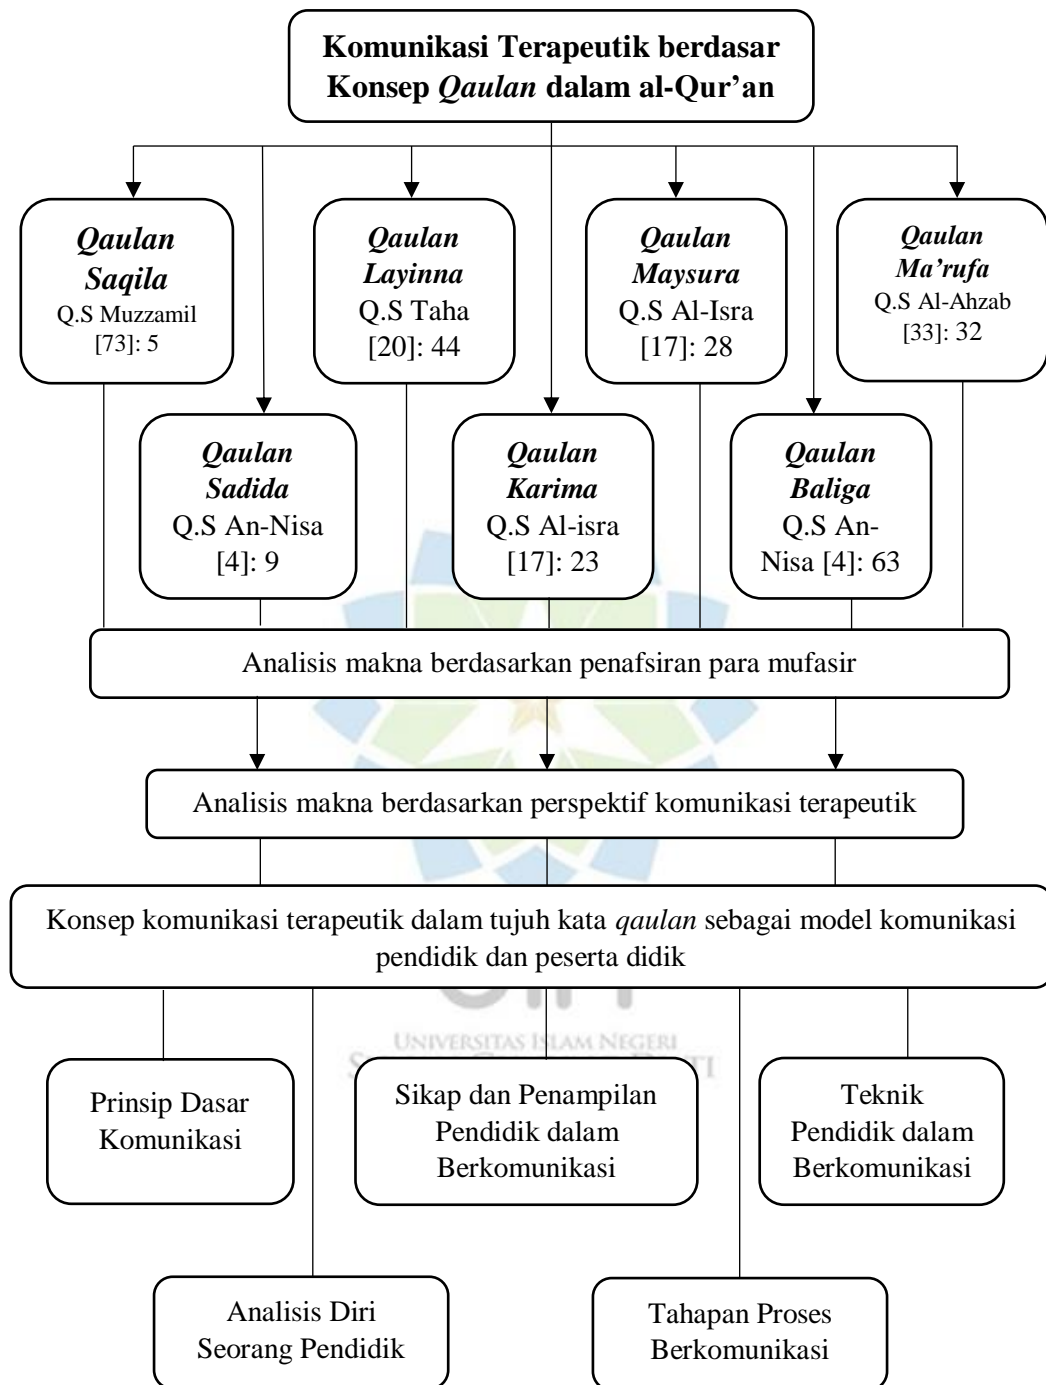 Komunikasi Terapeutik berdasar
Konsep Qaulan dalam al-Qur'an
Qaulan
Saqila
Q.S Muzzamil
[73]: 5
Qaulan
Layinna
Q.S Taha
[20]: 44
Qaulan
Maysura
Q.S Al-Isra
[17]: 28
Qaulan
Ma'rufa
Q.S Al-Ahzab
[33]: 32
Qaulan
Sadida
Q.S An-Nisa
[4]: 9
Qaulan
Karima
Q.S Al-isra
[17]: 23
Qaulan
Baliga
Q.S An-
Nisa [4]: 63
Analisis makna berdasarkan penafsiran para mufasir
Analisis makna berdasarkan perspektif komunikasi terapeutik
Konsep komunikasi terapeutik dalam tujuh kata qaulan sebagai model komunikasi
pendidik dan peserta didik
UNIVERSITAS ISLAM NEGERI
Prinsip Dasar
Komunikasi
Sikap dan Penampilan
Pendidik dalam
Berkomunikasi
Teknik
Pendidik dalam
Berkomunikasi
Analisis Diri
Seorang Pendidik
Tahapan Proses
Berkomunikasi